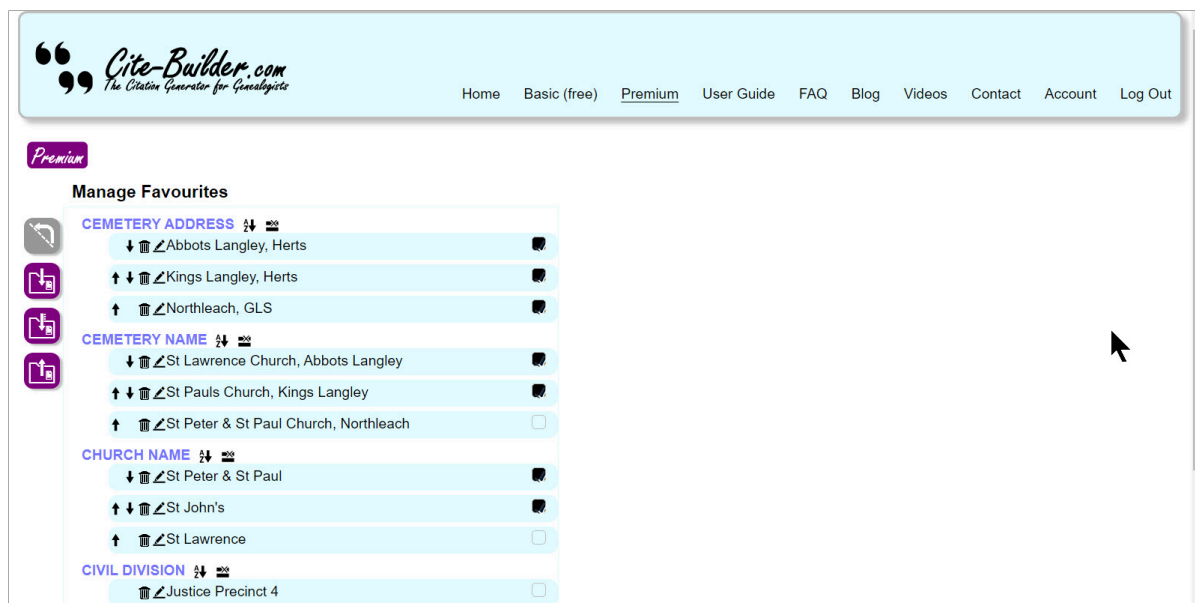 Cite-Builder.com
The Citation Generator for Genealogists
Home Basic (free) Premium User Guide FAQ Blog Videos Contact Account Log Out
Premium
Manage Favourites
CEMETERY ADDRESS
Abbots Langley, Herts
Kings Langley, Herts
Northleach, GLS
CEMETERY NAME
St Lawrence Church, Abbots Langley
St Pauls Church, Kings Langley
St Peter & St Paul Church, Northleach
CHURCH NAME
St Peter & St Paul
St John's
St Lawrence
CIVIL DIVISION
Justice Precinct 4